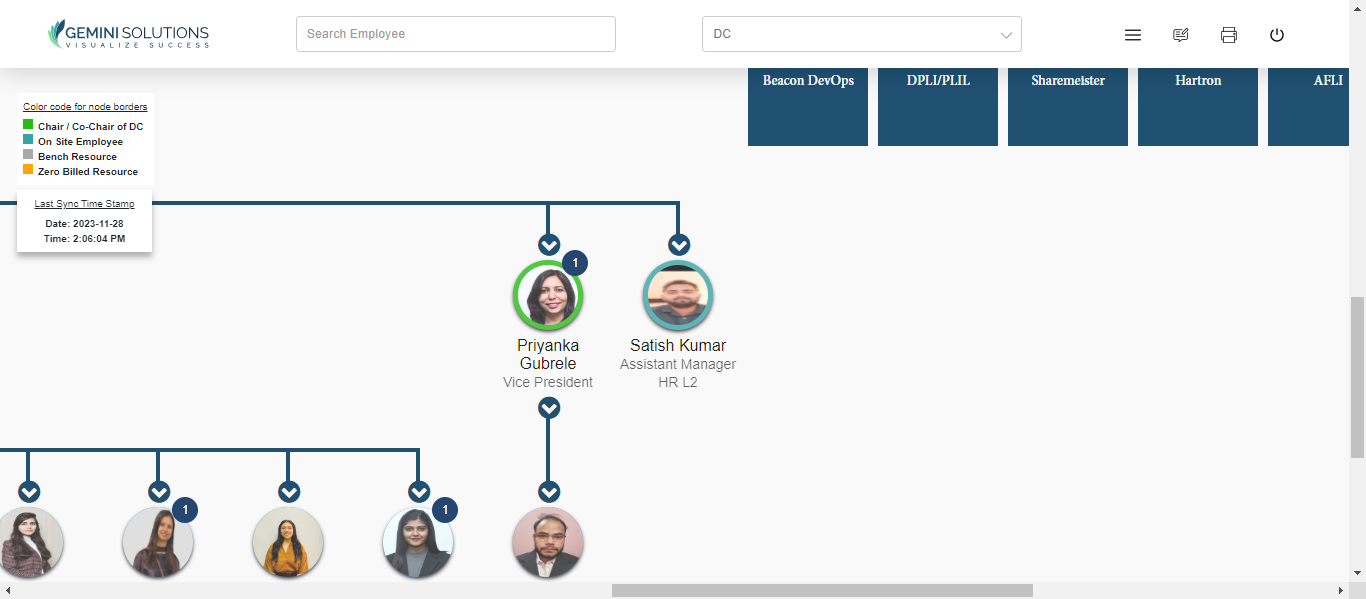 GEMINI SOLUTIONS
VISUALIZE SUCCESS
Search Employee
DC
Beacon DevOps
DPLI/PLIL
Sharemeister
Hartron
AFLI
Color code for node borders
Chair / Co-Chair of DC
On Site Employee
Bench Resource
Zero Billed Resource
Last Sync Time Stamp
Date: 2023-11-28
Time: 2:06:04 PM
1
Priyanka
Gubrele
Vice President
Satish Kumar
Assistant Manager
HR L2
1
1